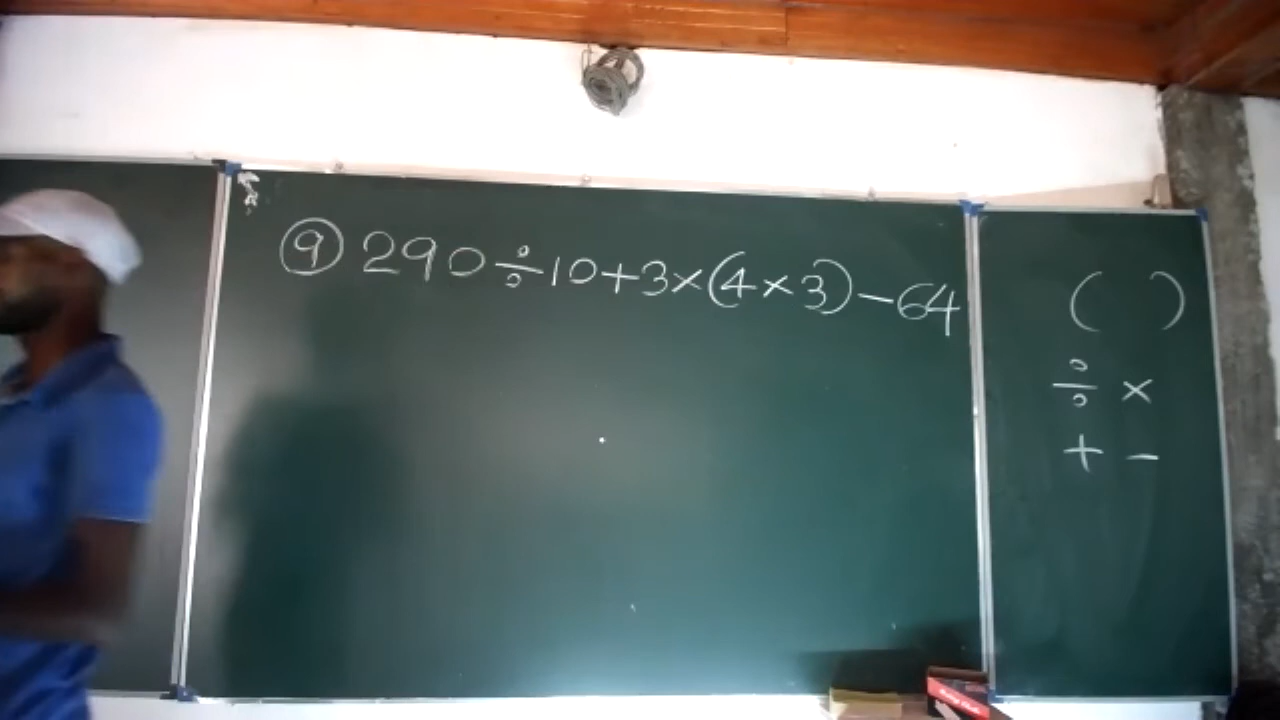 ⑨ 290÷10+3×(4×3)-64
( )
÷ ×
+ -